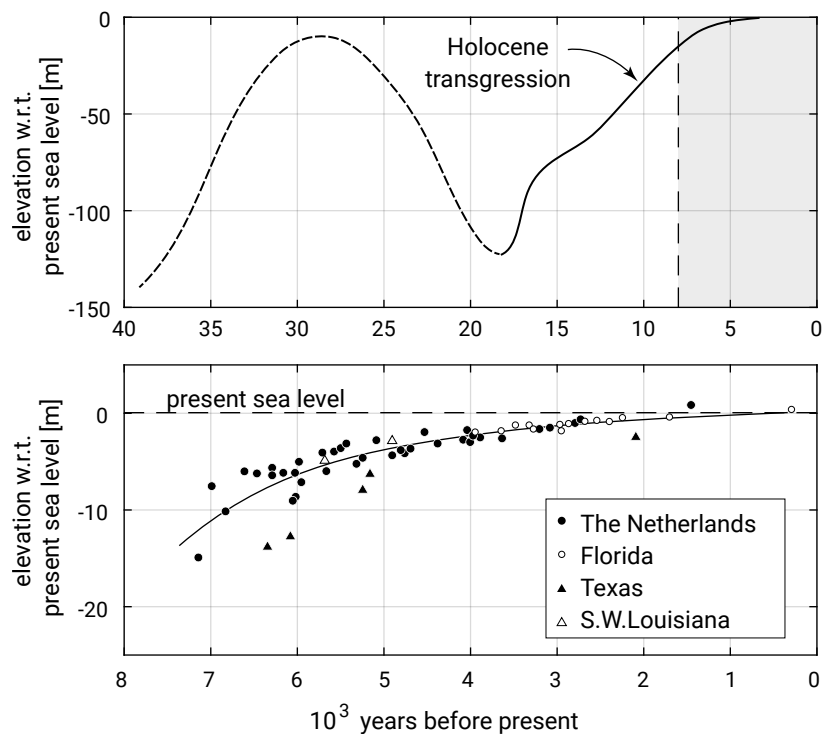 elevation w.r.t.
present sea level [m]
0
-50
-100
-150
Holocene
transgression
40 35 30 25 20 15 10 5 0
elevation w.r.t.
present sea level [m]
0
-10
-20
present sea level
The Netherlands
Florida
Texas
S.W.Louisiana
8 7 6 5 4 3 2 1 0
10³ years before present